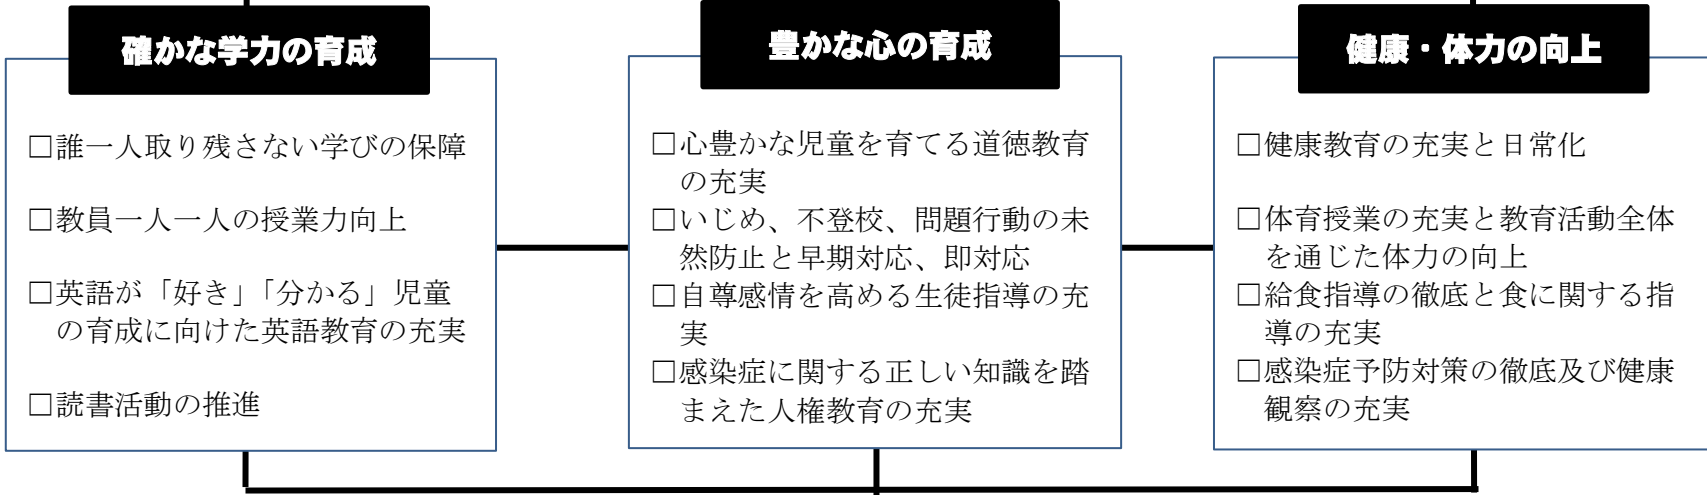 確かな学力の育成
□誰一人取り残さない学びの保障
□教員一人一人の授業力向上
□英語が「好き」「分かる」児童
の育成に向けた英語教育の充実
□読書活動の推進
豊かな心の育成
□心豊かな児童を育てる道徳教育
の充実
□いじめ、不登校、問題行動の未
然防止と早期対応、即対応
□自尊感情を高める生徒指導の充
実
□感染症に関する正しい知識を踏
まえた人権教育の充実
健康・体力の向上
□健康教育の充実と日常化
□体育授業の充実と教育活動全体
を通じた体力の向上
□給食指導の徹底と食に関する指
導の充実
□感染症予防対策の徹底及び健康
観察の充実